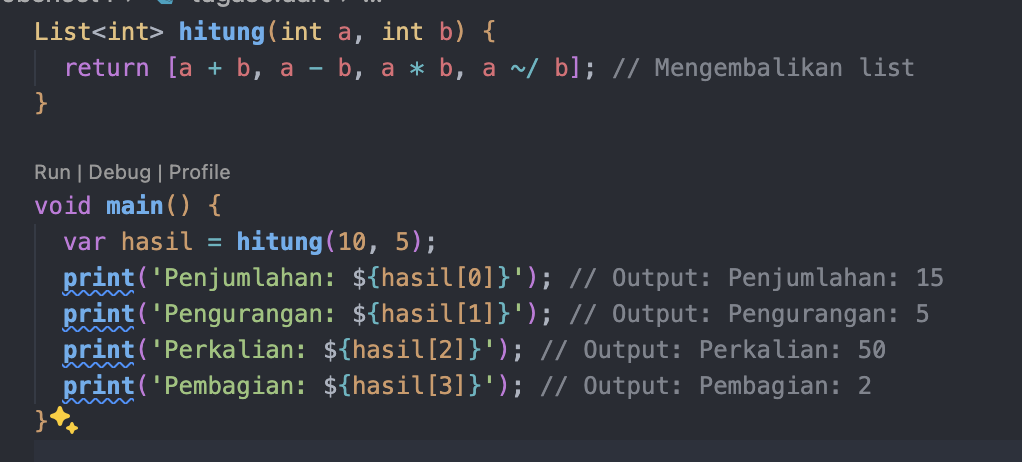 List<int> hitung(int a, int b) {
  return [a + b, a - b, a * b, a ~/ b]; // Mengembalikan list
}
Run | Debug | Profile
void main() {
  var hasil = hitung(10, 5);
  print('Penjumlahan: ${hasil[0]}'); // Output: Penjumlahan: 15
  print('Pengurangan: ${hasil[1]}'); // Output: Pengurangan: 5
  print('Perkalian: ${hasil[2]}'); // Output: Perkalian: 50
  print('Pembagian: ${hasil[3]}'); // Output: Pembagian: 2
}